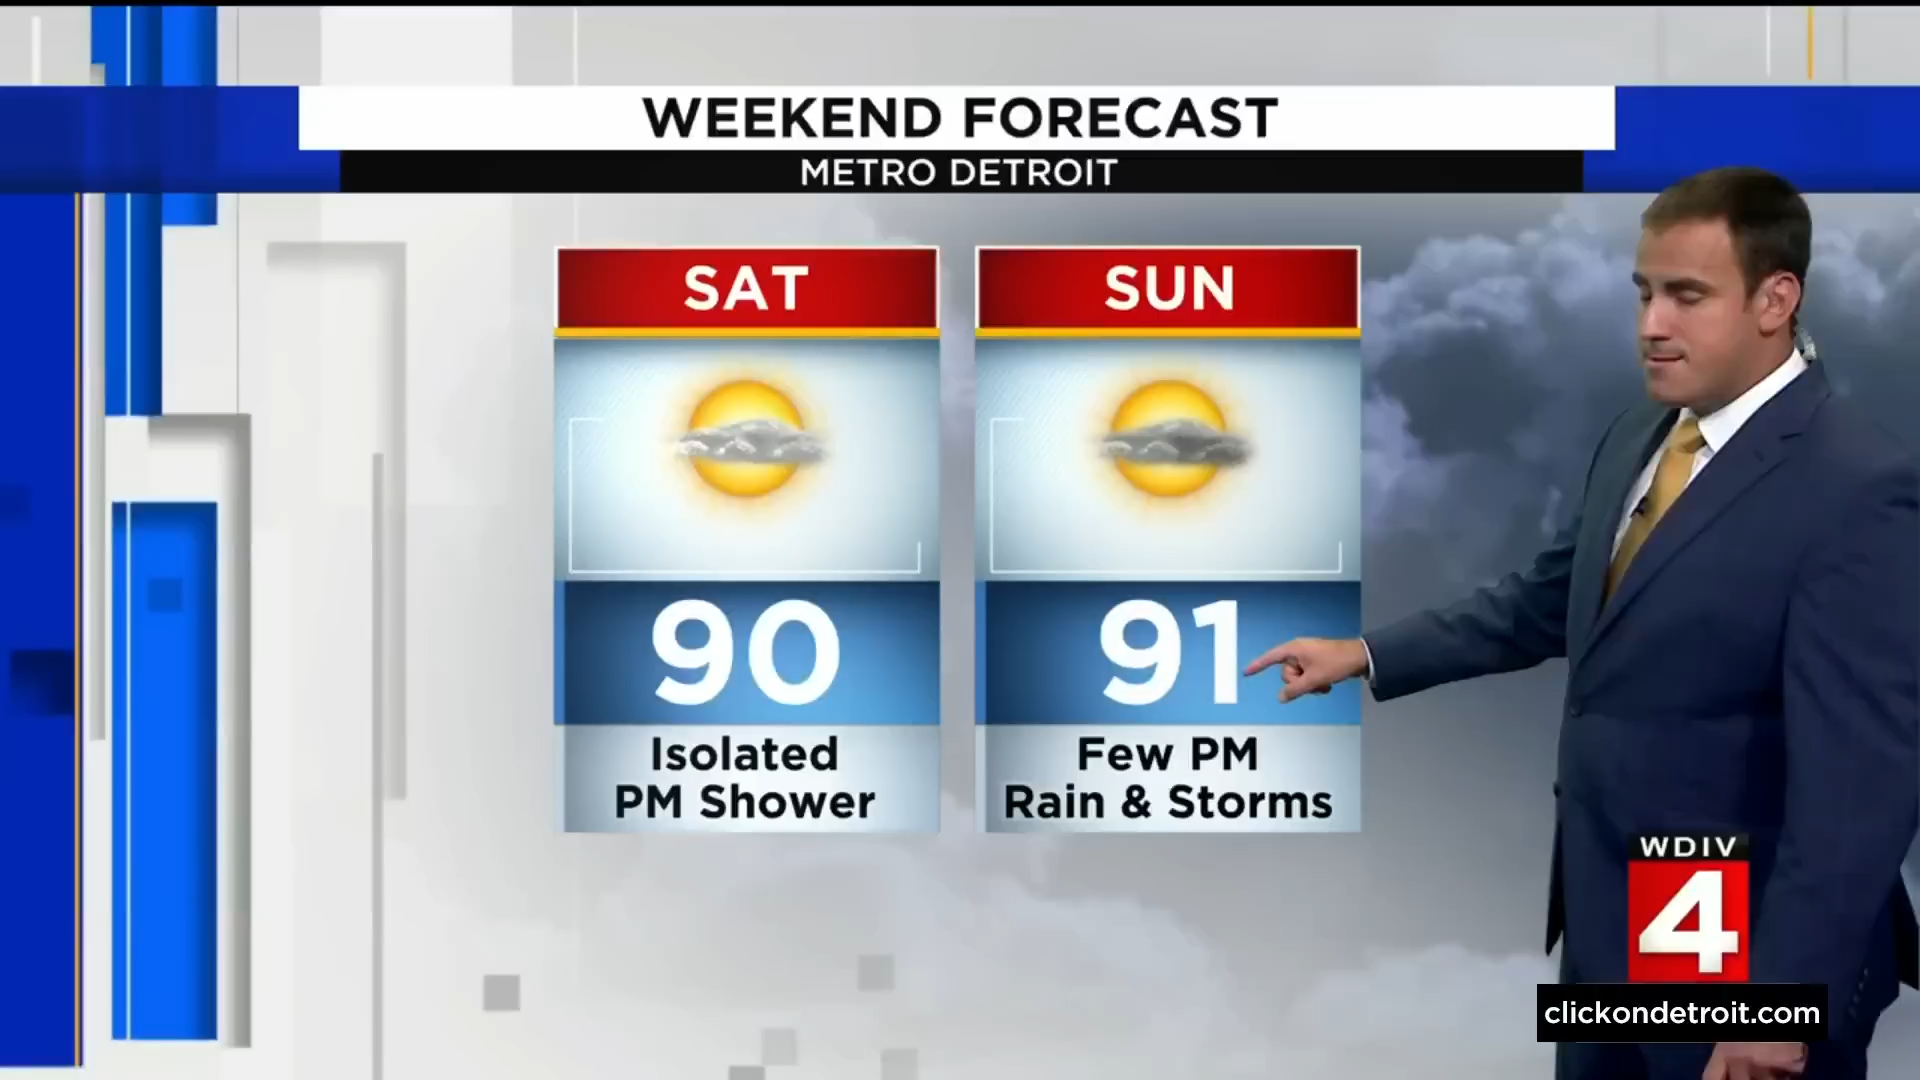 WEEKEND FORECAST
METRO DETROIT
SAT
90
Isolated
PM Shower
SUN
91
Few PM
Rain & Storms
WDIV
4
clickondetroit.com